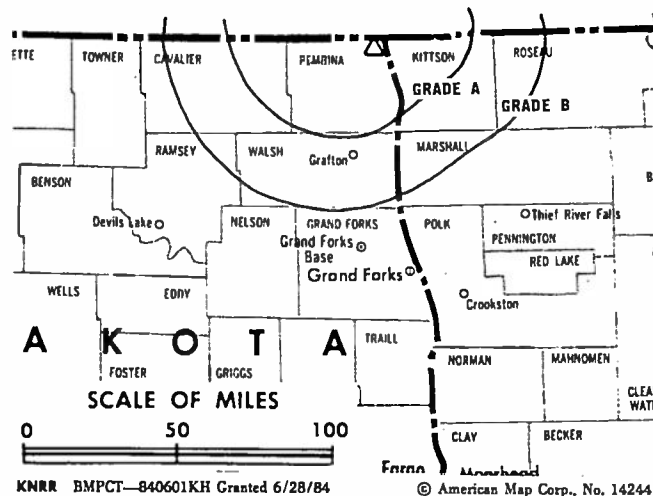 ETTE TOWNER CAVALIER PEMBINA KITTSON ROSEAU
GRADE A
GRADE B
RAMSEY WALSH MARSHALL
Grafton
BENSON
Devils Lake NELSON GRAND FORKS POLK Thief River Falls
Grand Forks
Base
PENNINGTON
RED LAKE
Grand Forks
WELLS EDDY Crookston
A K O T A TRAILL
NORMAN MAHNOMEN
FOSTER GRIGGS
SCALE OF MILES
CLEA
WAT
0 50 100
CLAY BECKER
Fargo Moorhead
KNRR BMPCT—840601KH Granted 6/28/84 © American Map Corp., No. 14244